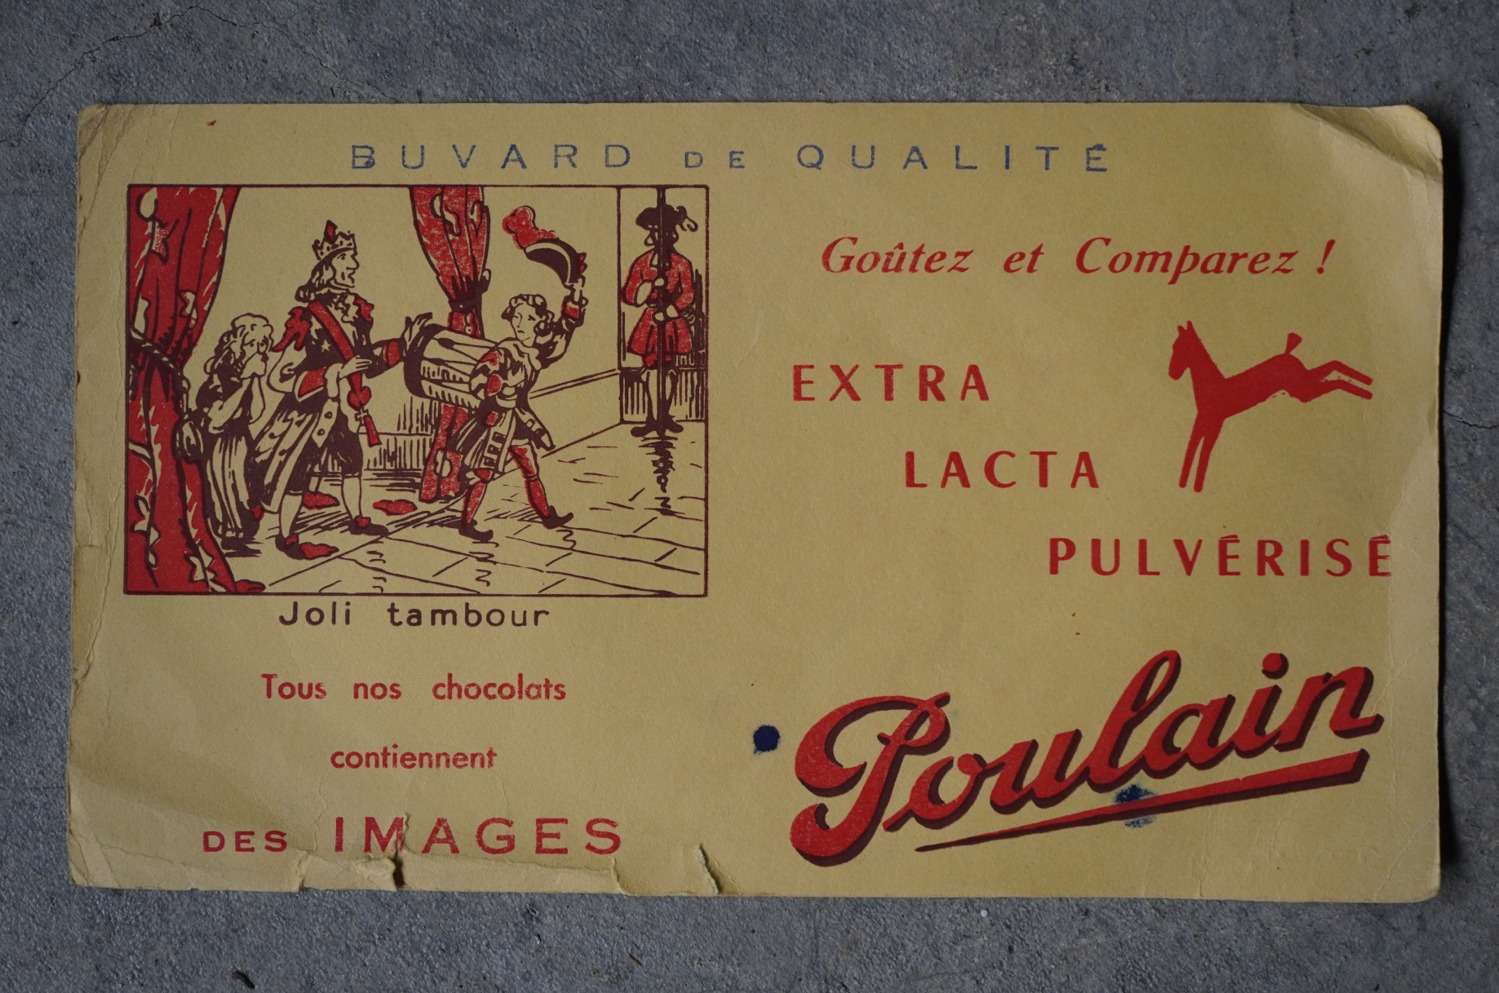 BUVARD DE QUALITÉ
Joli tambour
Tous nos chocolats
contiennent
DES IMAGES
Goûtez et Comparez !
EXTRA
LACTA
PULVÉRISÉ
Poulain